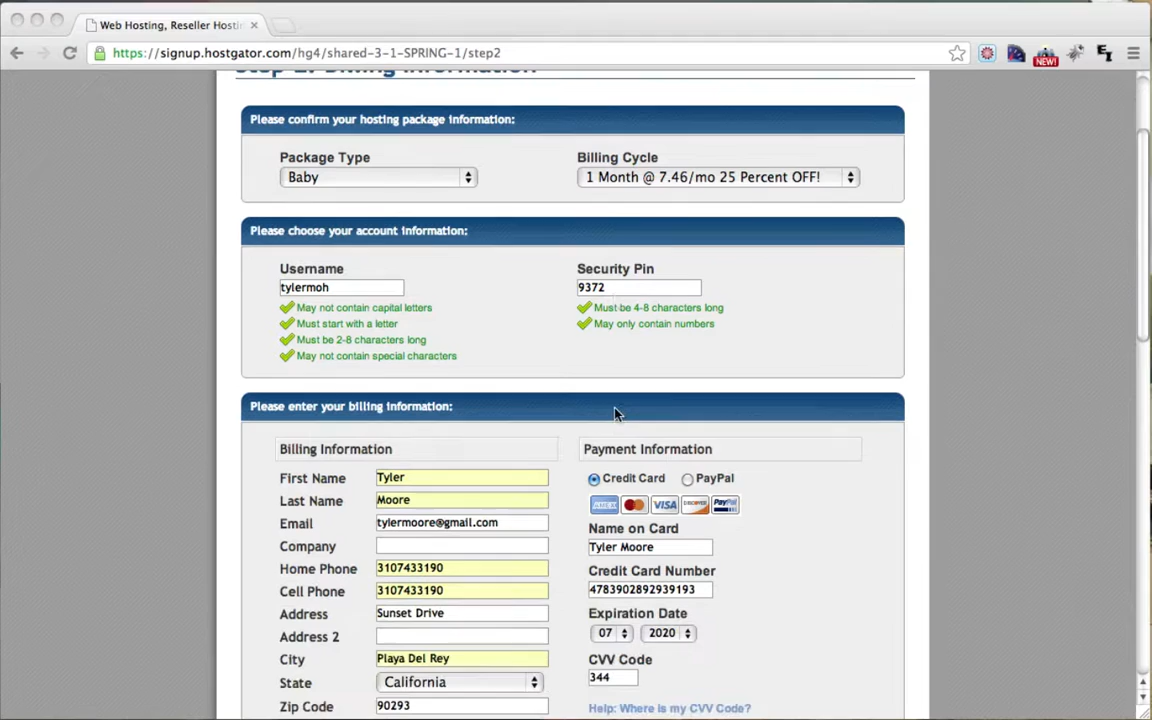 Web Hosting, Reseller Hosti
https://signup.hostgator.com/hg4/shared-3-1-SPRING-1/step2
NEW!
Step 2: Billing Information
Please confirm your hosting package information:
Package Type
Billing Cycle
Baby
1 Month @ 7.46/mo 25 Percent OFF!
Please choose your account information:
Username
Security Pin
tylermoh
9372
May not contain capital letters
Must be 4-8 characters long
Must start with a letter
May only contain numbers
Must be 2-8 characters long
May not contain special characters
Please enter your billing information:
Billing Information
Payment Information
First Name Tyler
Credit Card PayPal
Last Name Moore
VISA PayPal
Email tylermoore@gmail.com
Name on Card
Company
Tyler Moore
Home Phone 3107433190
Credit Card Number
Cell Phone 3107433190
4783902892939193
Address Sunset Drive
Expiration Date
Address 2
07 2020
City Playa Del Rey
CVV Code
State California
344
Zip Code 90293
Help: Where is my CVV Code?